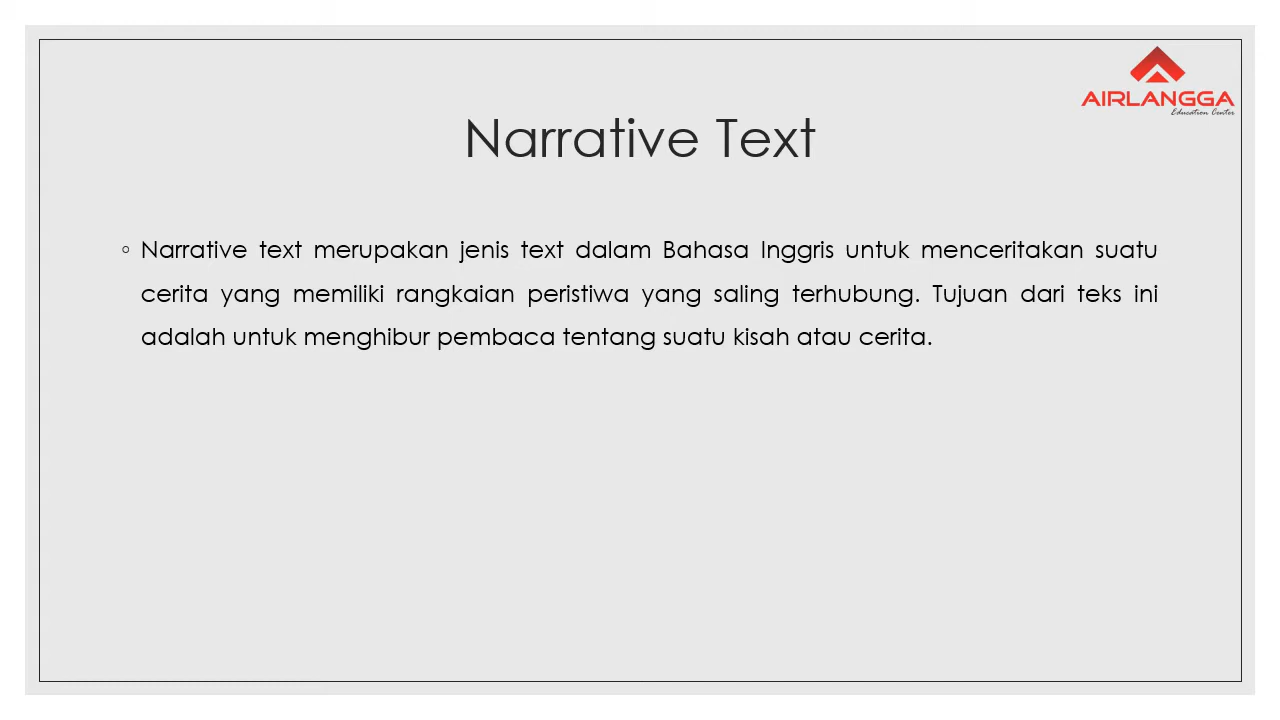 AIRLANGGA
Education Center
Narrative Text
◦ Narrative text merupakan jenis text dalam Bahasa Inggris untuk menceritakan suatu
cerita yang memiliki rangkaian peristiwa yang saling terhubung. Tujuan dari teks ini
adalah untuk menghibur pembaca tentang suatu kisah atau cerita.